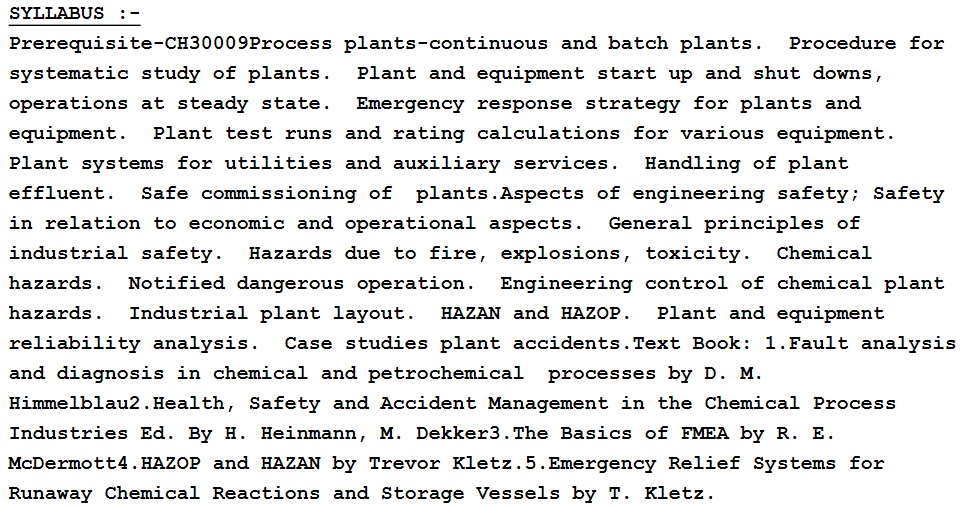 SYLLABUS :-
Prerequisite-CH30009Process plants-continuous and batch plants.  Procedure for
systematic study of plants.  Plant and equipment start up and shut downs,
operations at steady state.  Emergency response strategy for plants and
equipment.  Plant test runs and rating calculations for various equipment.
Plant systems for utilities and auxiliary services.  Handling of plant
effluent.  Safe commissioning of  plants.Aspects of engineering safety; Safety
in relation to economic and operational aspects.  General principles of
industrial safety.  Hazards due to fire, explosions, toxicity.  Chemical
hazards.  Notified dangerous operation.  Engineering control of chemical plant
hazards.  Industrial plant layout.  HAZAN and HAZOP.  Plant and equipment
reliability analysis.  Case studies plant accidents.Text Book: 1.Fault analysis
and diagnosis in chemical and petrochemical  processes by D. M.
Himmelblau2.Health, Safety and Accident Management in the Chemical Process
Industries Ed. By H. Heinmann, M. Dekker3.The Basics of FMEA by R. E.
McDermott4.HAZOP and HAZAN by Trevor Kletz.5.Emergency Relief Systems for
Runaway Chemical Reactions and Storage Vessels by T. Kletz.